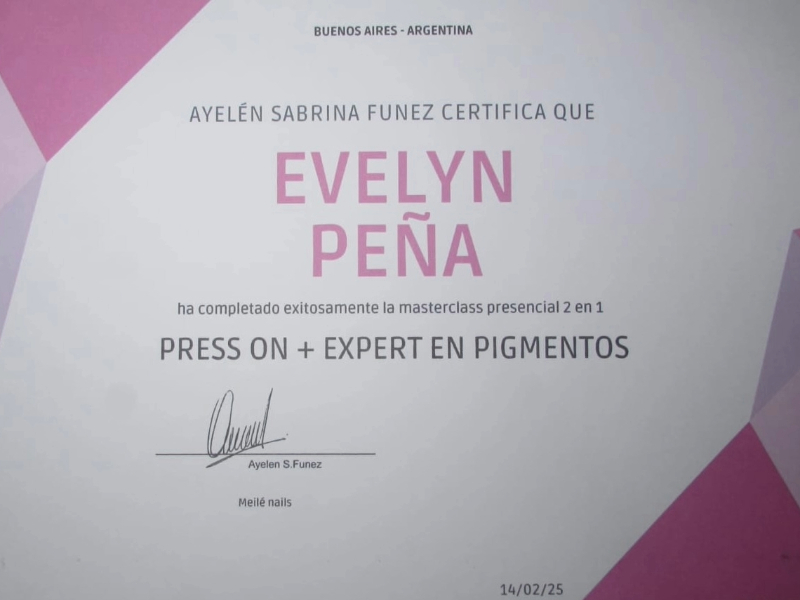 BUENOS AIRES - ARGENTINA
AYELÉN SABRINA FUNEZ CERTIFICA QUE
EVELYN
PEÑA
ha completado exitosamente la masterclass presencial 2 en 1
PRESS ON + EXPERT EN PIGMENTOS
Ayelen S.Funez
Meilé nails
14/02/25